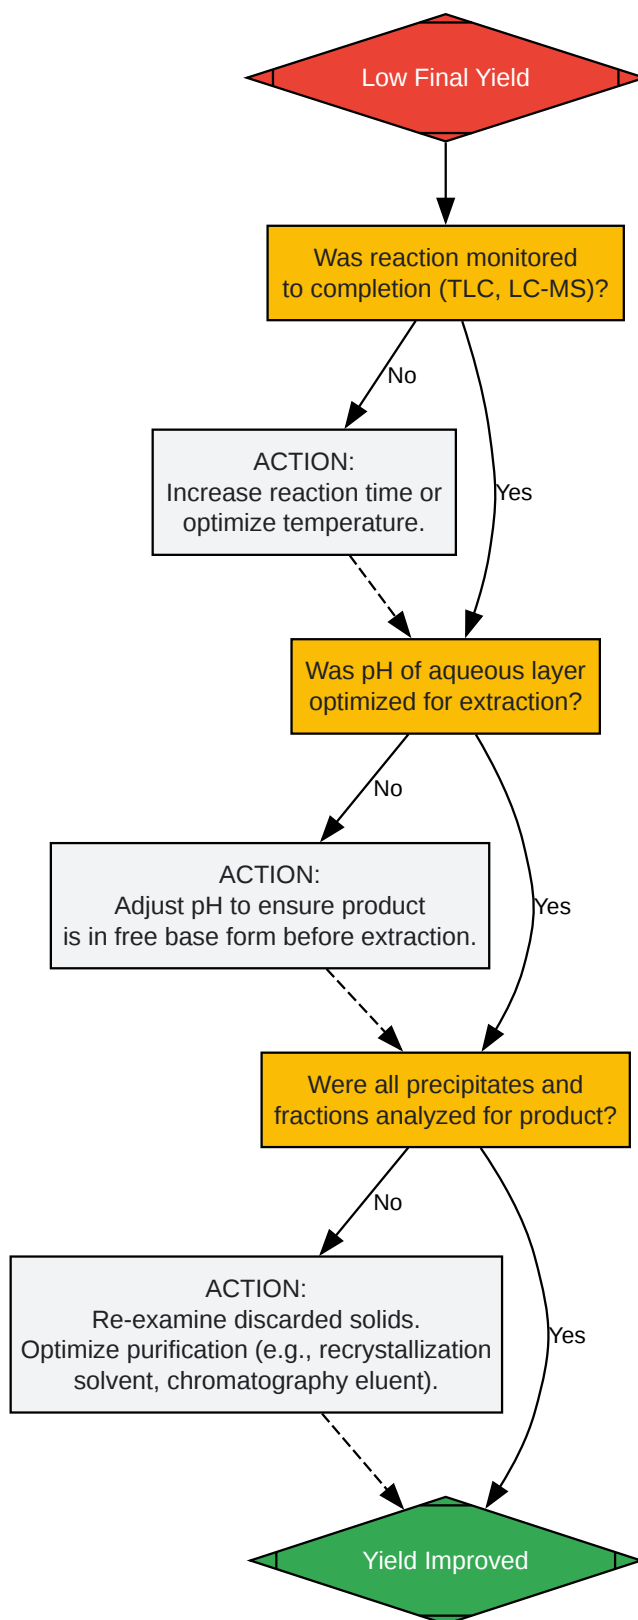 Low Final Yield
Was reaction monitored
to completion (TLC, LC-MS)?
No
Yes
ACTION:
Increase reaction time or
optimize temperature.
Was pH of aqueous layer
optimized for extraction?
No
Yes
ACTION:
Adjust pH to ensure product
is in free base form before extraction.
Were all precipitates and
fractions analyzed for product?
No
Yes
ACTION:
Re-examine discarded solids.
Optimize purification (e.g., recrystallization
solvent, chromatography eluent).
Yield Improved